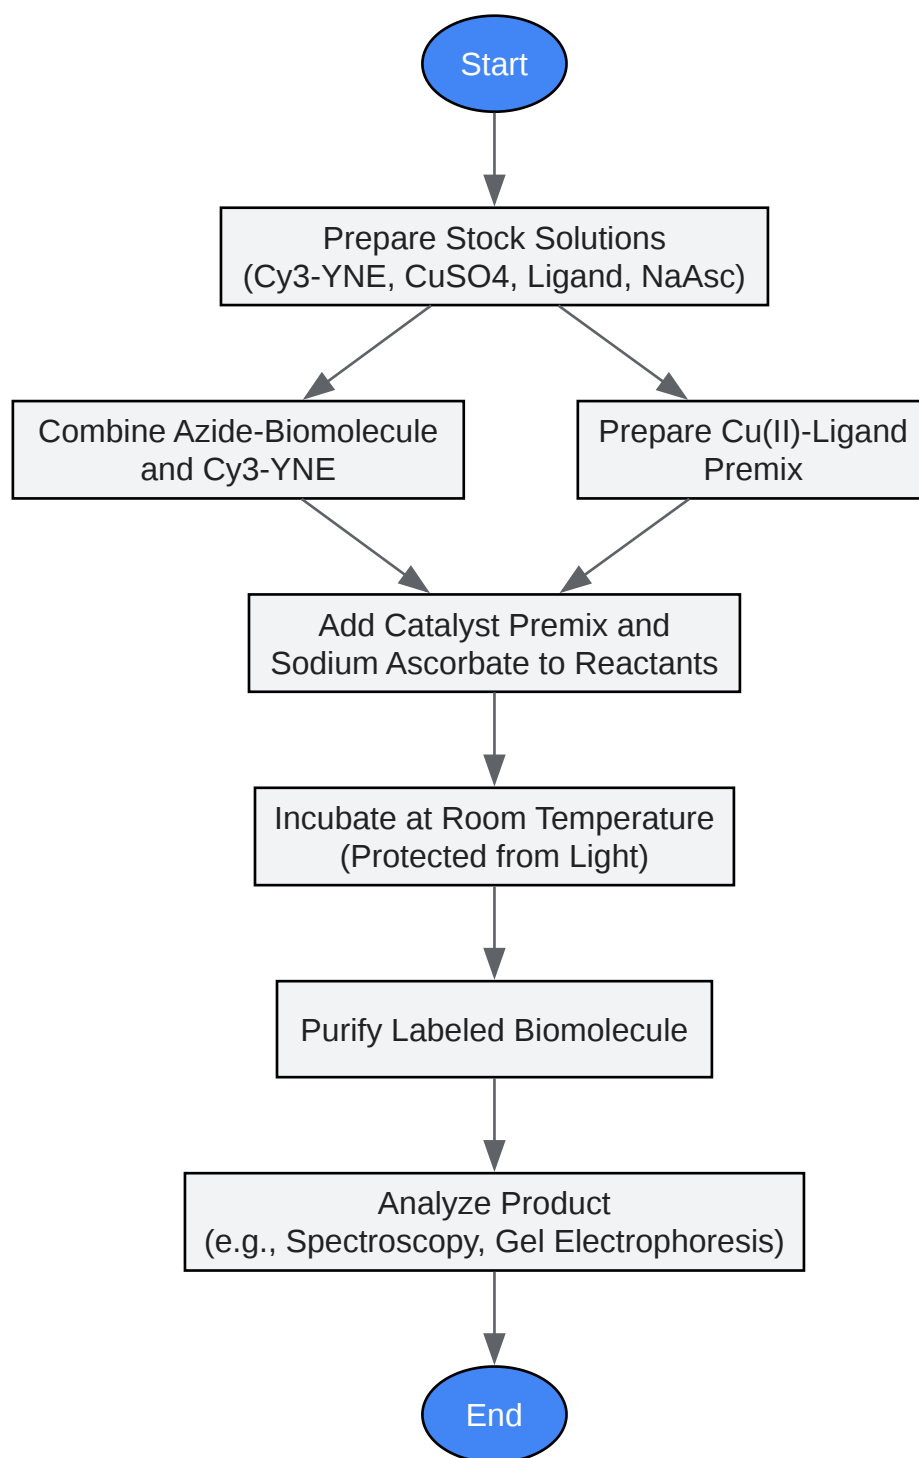 Start
Prepare Stock Solutions
(Cy3-YNE, CuSO4, Ligand, NaAsc)
Combine Azide-Biomolecule
and Cy3-YNE
Prepare Cu(II)-Ligand
Premix
Add Catalyst Premix and
Sodium Ascorbate to Reactants
Incubate at Room Temperature
(Protected from Light)
Purify Labeled Biomolecule
Analyze Product
(e.g., Spectroscopy, Gel Electrophoresis)
End